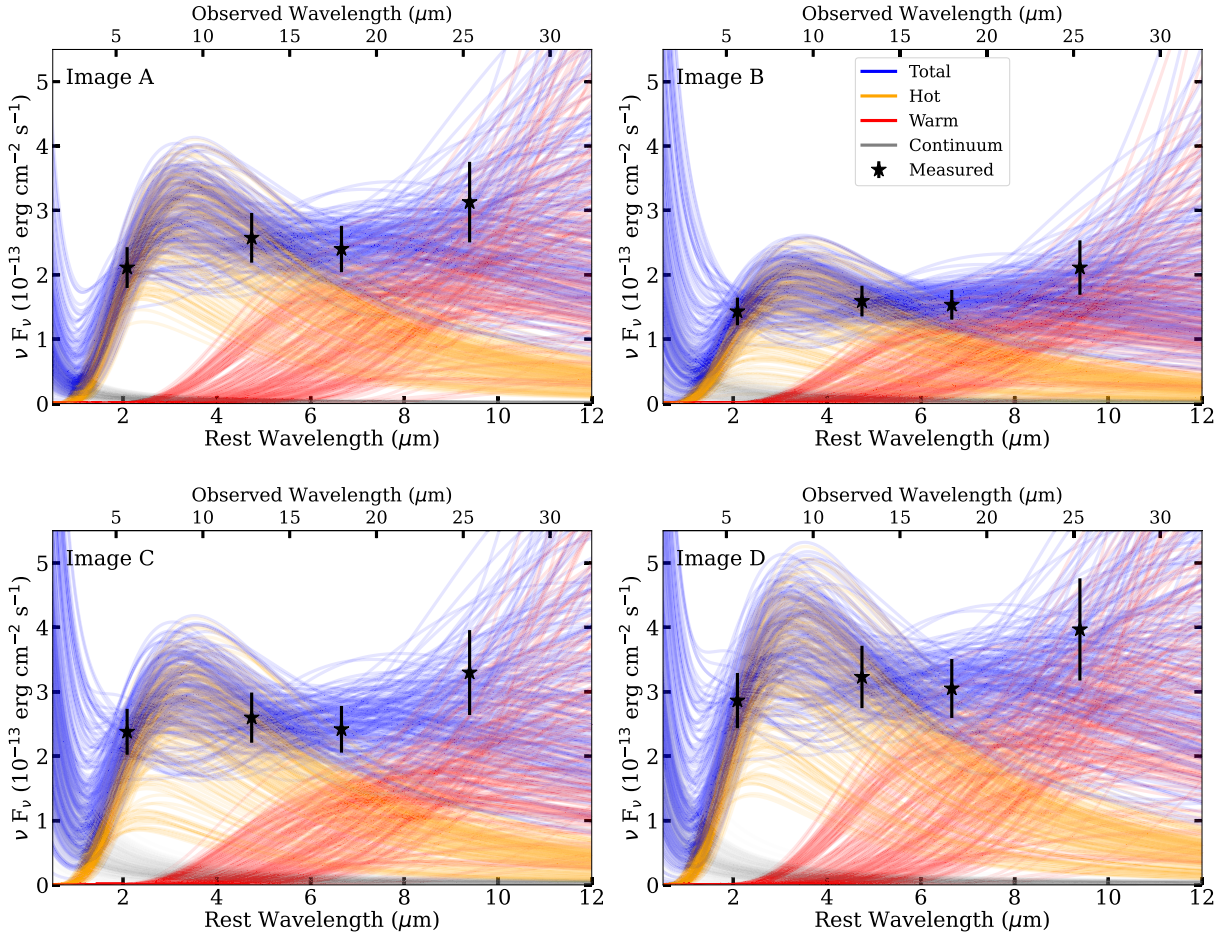 Observed Wavelength (μm)
5 10 15 20 25 30
Image A
5
4
3
2
1
0
ν Fν (10−13 erg cm−2 s−1)
2 4 6 8 10 12
Rest Wavelength (μm)
Observed Wavelength (μm)
5 10 15 20 25 30
Image B
Total
Hot
Warm
Continuum
Measured
5
4
3
2
1
0
ν Fν (10−13 erg cm−2 s−1)
2 4 6 8 10 12
Rest Wavelength (μm)
Observed Wavelength (μm)
5 10 15 20 25 30
Image C
5
4
3
2
1
0
ν Fν (10−13 erg cm−2 s−1)
2 4 6 8 10 12
Rest Wavelength (μm)
Observed Wavelength (μm)
5 10 15 20 25 30
Image D
5
4
3
2
1
0
ν Fν (10−13 erg cm−2 s−1)
2 4 6 8 10 12
Rest Wavelength (μm)